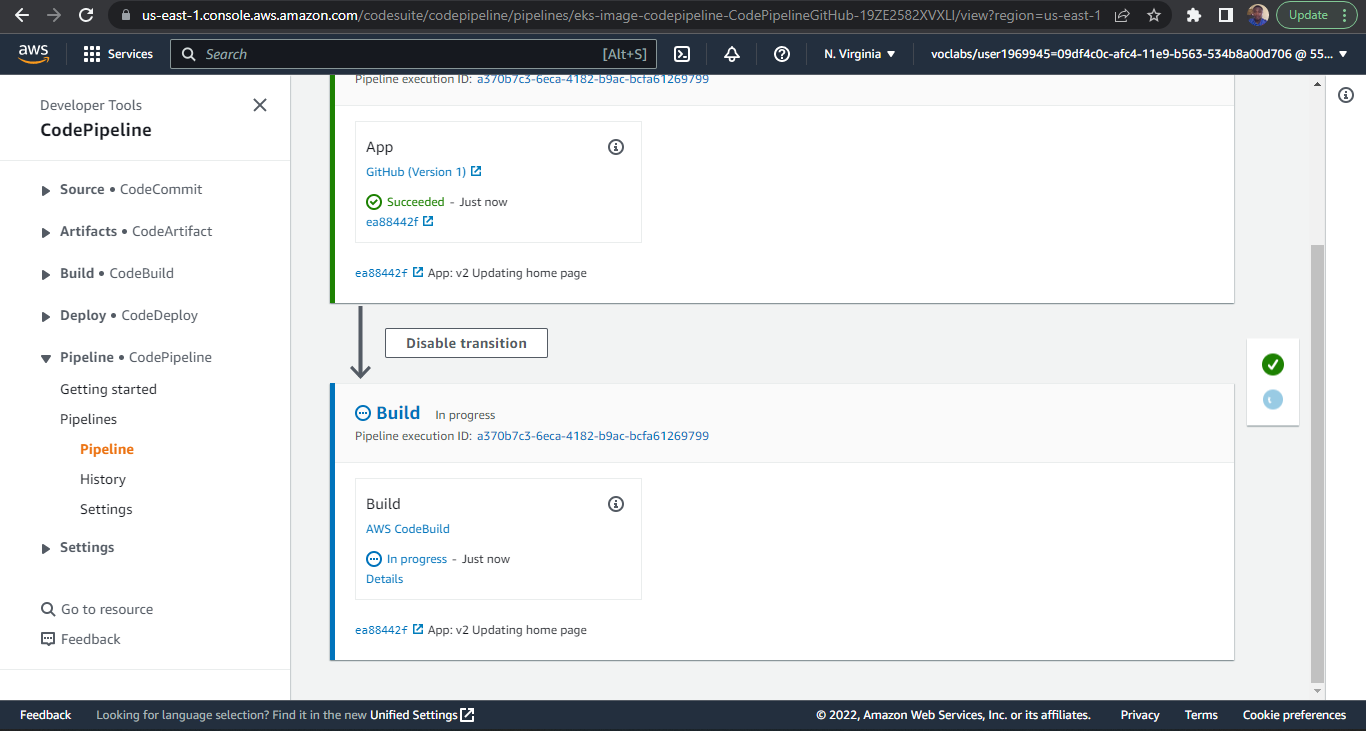 us-east-1.console.aws.amazon.com/codesuite/codepipeline/pipelines/eks-image-codepipeline-CodePipelineGitHub-19ZE2582XVXLI/view?region=us-east-1
Update
aws
Services
Search
[Alt+S]
N. Virginia
voclabs/user1969945=09df4c0c-afc4-11e9-b563-534b8a00d706 @ 55...
Developer Tools
CodePipeline
Source • CodeCommit
Artifacts • CodeArtifact
Build • CodeBuild
Deploy • CodeDeploy
Pipeline • CodePipeline
Getting started
Pipelines
Pipeline
History
Settings
Settings
Go to resource
Feedback
Pipeline execution ID: a370b7c3-6eca-4182-b9ac-bcfa61269799
App
GitHub (Version 1)
Succeeded - Just now
ea88442f
ea88442f App: v2 Updating home page
Disable transition
Build In progress
Pipeline execution ID: a370b7c3-6eca-4182-b9ac-bcfa61269799
Build
AWS CodeBuild
In progress - Just now
Details
ea88442f App: v2 Updating home page
Feedback
Looking for language selection? Find it in the new Unified Settings
© 2022, Amazon Web Services, Inc. or its affiliates.
Privacy
Terms
Cookie preferences